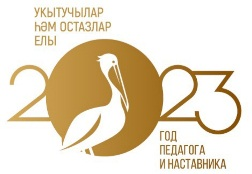 УКЫТУЧЫЛАР
ҺӘМ ОСТАЗЛАР
ЕЛЫ
2023
ГОД
ПЕДАГОГА
И НАСТАВНИКА